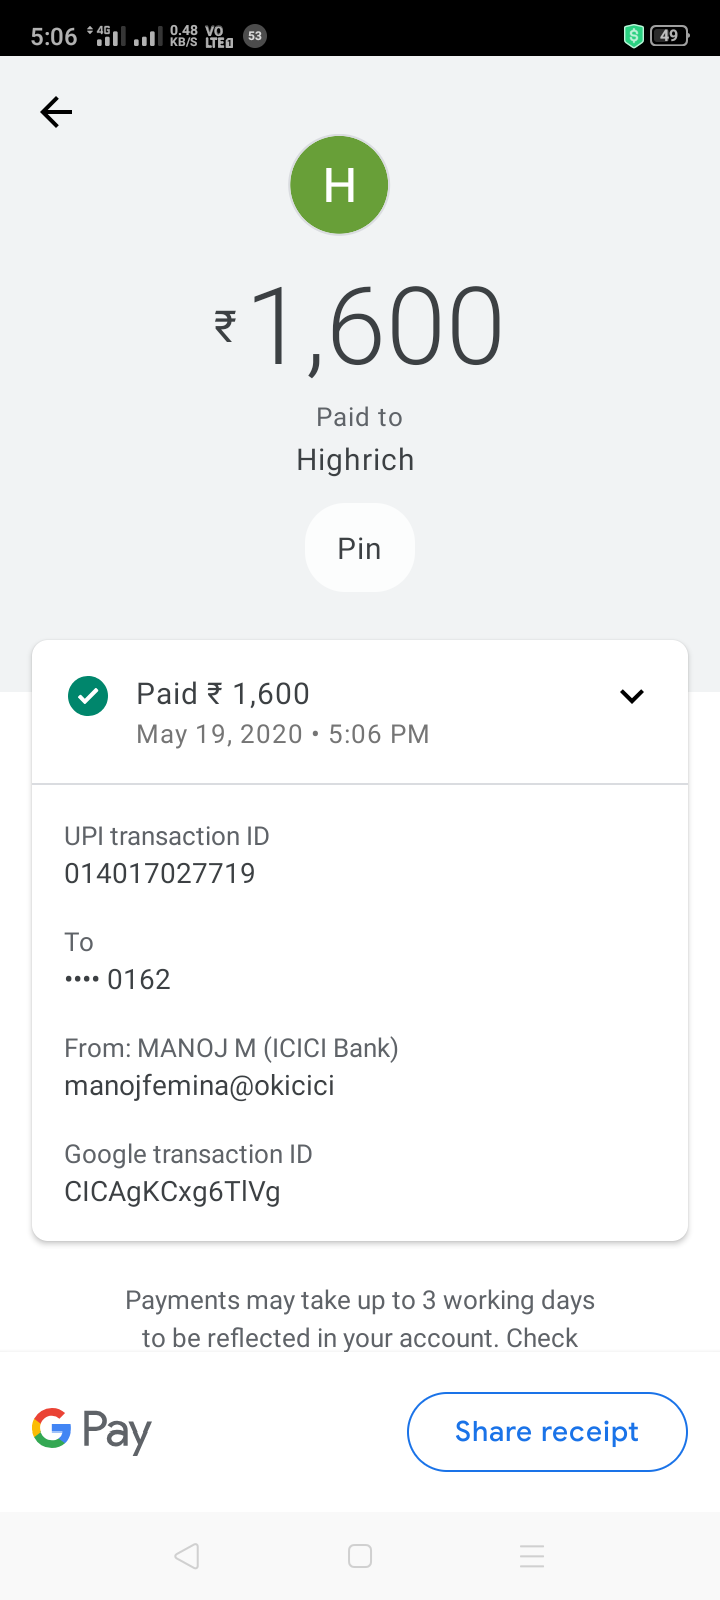 5:06 4G 0.48 KB/S VO LTE 53 49
H
₹1,600
Paid to
Highrich
Pin
Paid ₹ 1,600
May 19, 2020 • 5:06 PM
UPI transaction ID
014017027719
To
•••• 0162
From: MANOJ M (ICICI Bank)
manojfemina@okicici
Google transaction ID
CICAgKCxg6TlVg
Payments may take up to 3 working days
to be reflected in your account. Check
G Pay
Share receipt